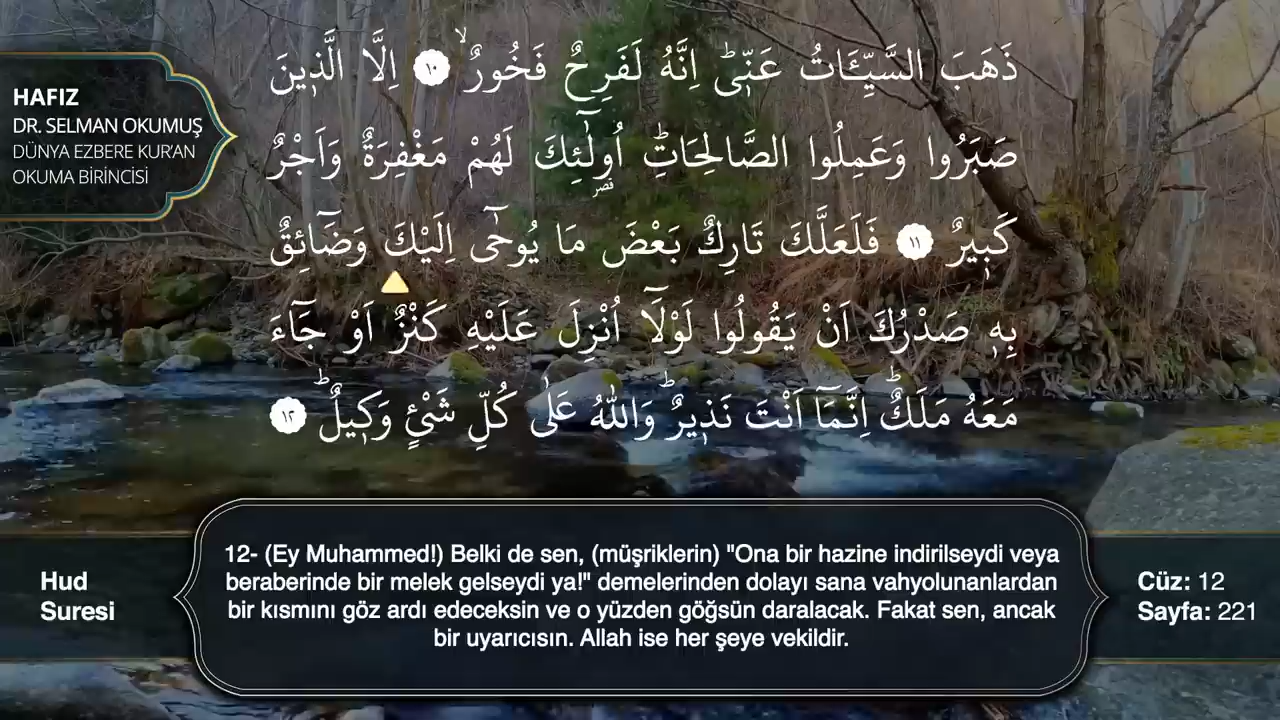 ذَهَبَ السَّيِّـَٔاتُ عَنّ۪يۜ اِنَّهُ لَفَرِحٌ فَخُورٌۙ ﴿١٠﴾ اِلَّا الَّذ۪ينَ
صَبَرُوا وَعَمِلُوا الصَّالِحَاتِۜ اُو۬لٰٓئِكَ لَهُمْ مَغْفِرَةٌ وَاَجْرٌ
كَب۪يرٌ ﴿١١﴾ فَلَعَلَّكَ تَارِكٌ بَعْضَ مَا يُوحٰٓى اِلَيْكَ وَضَٓائِقٌ
بِه۪ صَدْرُكَ اَنْ يَقُولُوا لَوْلَٓا اُنْزِلَ عَلَيْهِ كَنْزٌ اَوْ جَٓاءَ
مَعَهُ مَلَكٌۜ اِنَّمَٓا اَنْتَ نَذ۪يرٌۜ وَاللّٰهُ عَلٰى كُلِّ شَيْءٍ وَك۪يلٌۜ ﴿١٢﴾
HAFIZ
DR. SELMAN OKUMUŞ
DÜNYA EZBERE KUR'AN
OKUMA BİRİNCİSİ
12- (Ey Muhammed!) Belki de sen, (müşriklerin) "Ona bir hazine indirilseydi veya
beraberinde bir melek gelseydi ya!" demelerinden dolayı sana vahyolunanlardan
bir kısmını göz ardı edeceksin ve o yüzden göğsün daralacak. Fakat sen, ancak
bir uyarıcısın. Allah ise her şeye vekildir.
Hud
Suresi
Cüz: 12
Sayfa: 221